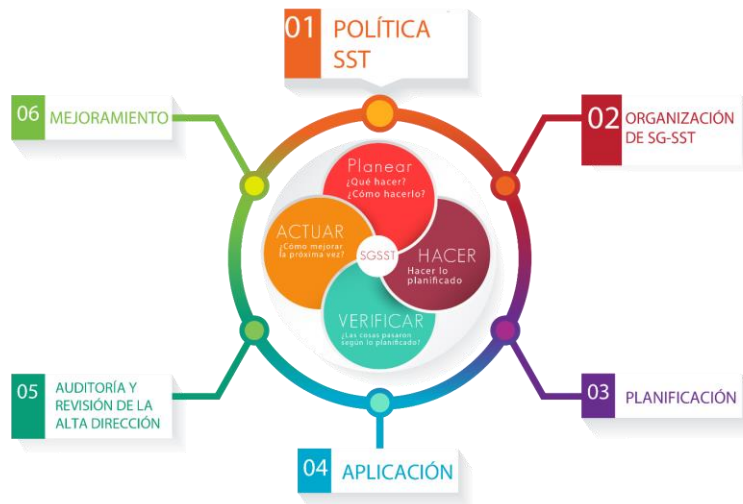 01 POLÍTICA
SST
02 ORGANIZACIÓN
DE SG-SST
03 PLANIFICACIÓN
04 APLICACIÓN
05 AUDITORÍA Y
REVISIÓN DE LA
ALTA DIRECCIÓN
06 MEJORAMIENTO
Planear
¿Qué hacer?
¿Cómo hacerlo?
HACER
Hacer lo
planificado
VERIFICAR
¿Las cosas pasaron
según lo planificado?
ACTUAR
¿Cómo mejorar
la próxima vez?
SGSST